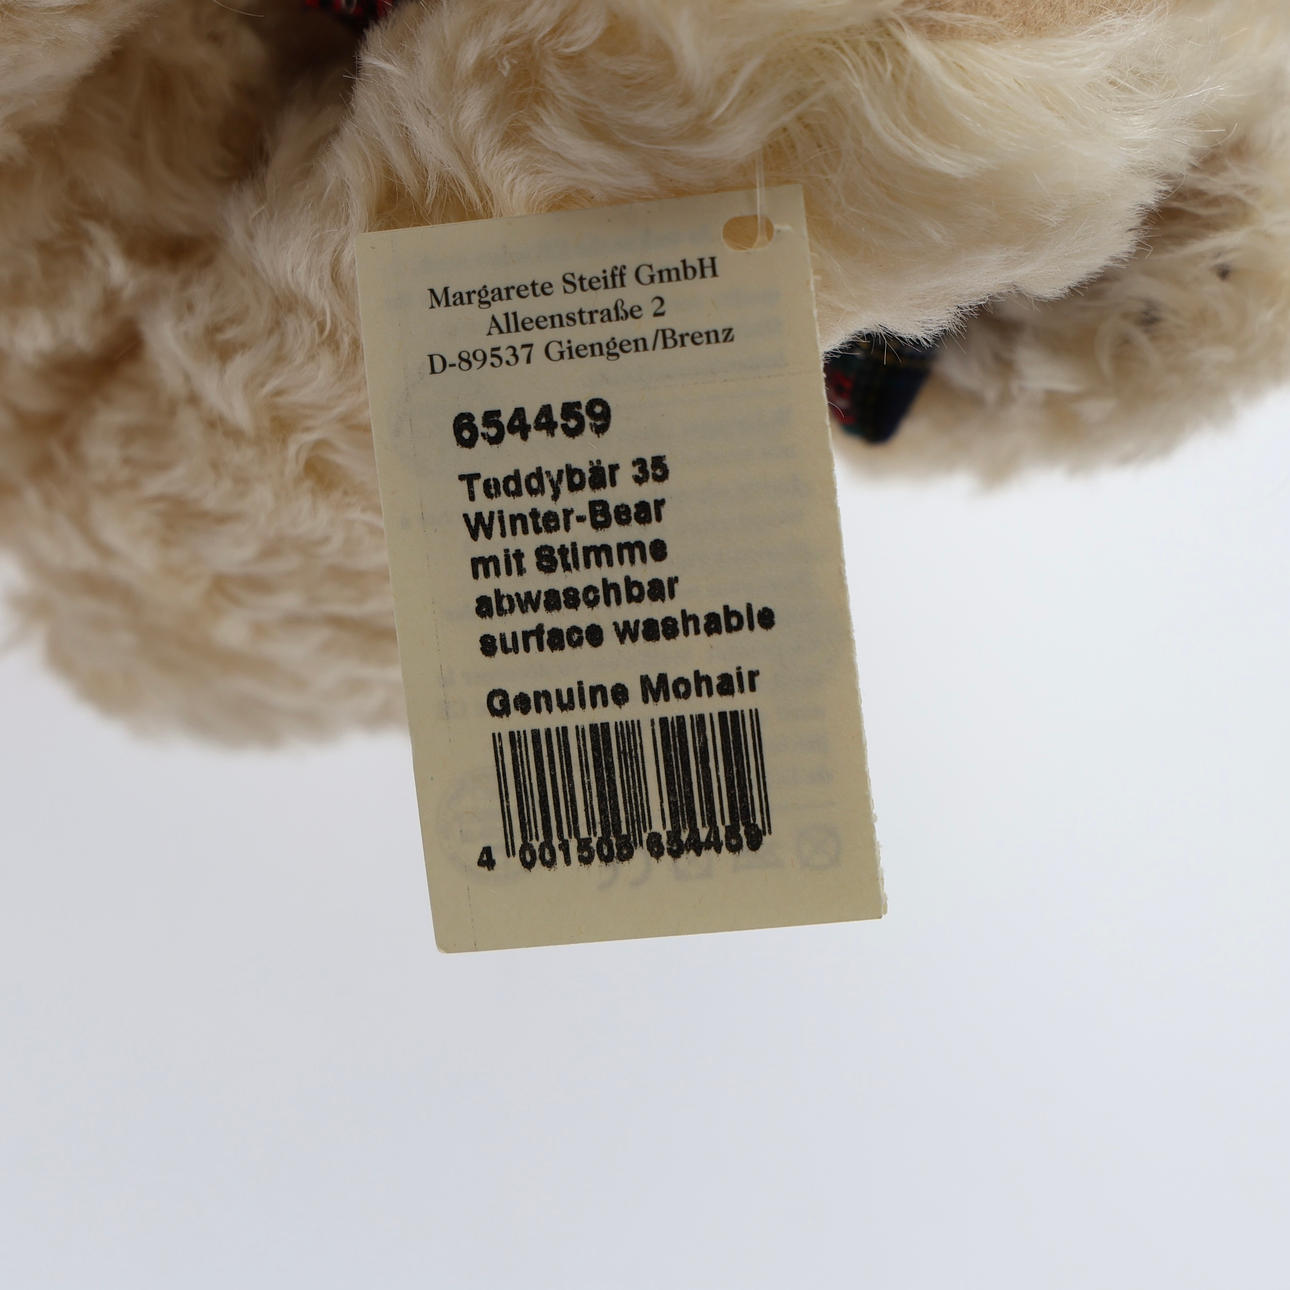 Margarete Steiff GmbH
Alleenstraße 2
D-89537 Giengen/Brenz
654459
Teddybär 35
Winter-Bear
mit Stimme
abwaschbar
surface washable
Genuine Mohair
4 001505 654459